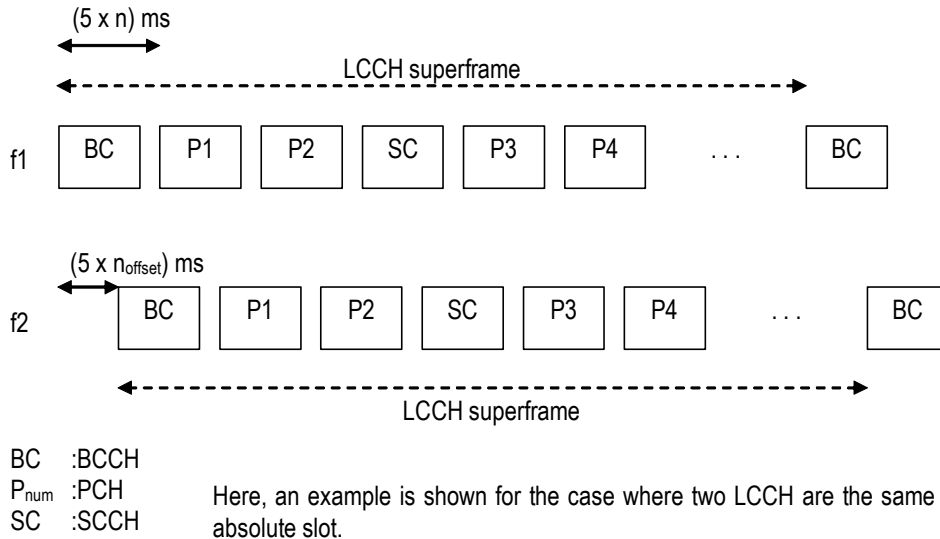 (5 x n) ms
LCCH superframe
f1 BC P1 P2 SC P3 P4 . . . BC
(5 x noffset) ms
f2 BC P1 P2 SC P3 P4 . . . BC
LCCH superframe
BC :BCCH
Pnum :PCH
SC :SCCH
Here, an example is shown for the case where two LCCH are the same
absolute slot.